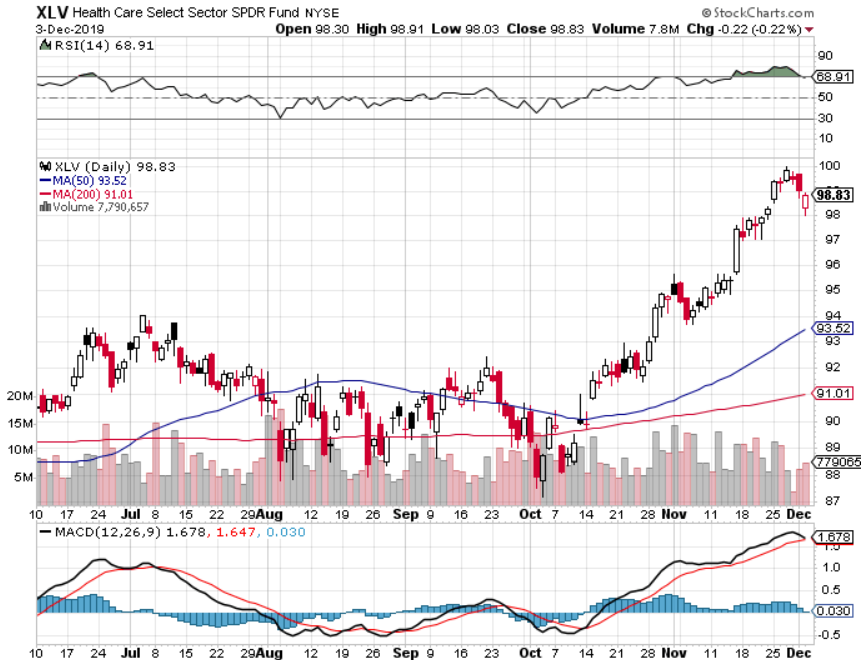 XLV Health Care Select Sector SPDR Fund NYSE © StockCharts.com
3-Dec-2019 Open 98.30 High 98.91 Low 98.03 Close 98.83 Volume 7.8M Chg -0.22 (-0.22%)
RSI(14) 68.91
90
68.91
50
30
10
XLV (Daily) 98.83
MA(50) 93.52
MA(200) 91.01
Volume 7,790,657
100
98.83
98
97
96
95
94
93.52
93
92
91.01
90
89
88
87
20M
15M
10M
5M
779065
10 17 24 Jul 8 15 22 29 Aug 12 19 26 Sep 9 16 23 Oct 7 14 21 28 Nov 11 18 25 Dec
MACD(12,26,9) 1.678, 1.647, 0.030
1.678
1.5
1.0
0.5
0.030
-0.5
10 17 24 Jul 8 15 22 29 Aug 12 19 26 Sep 9 16 23 Oct 7 14 21 28 Nov 11 18 25 Dec